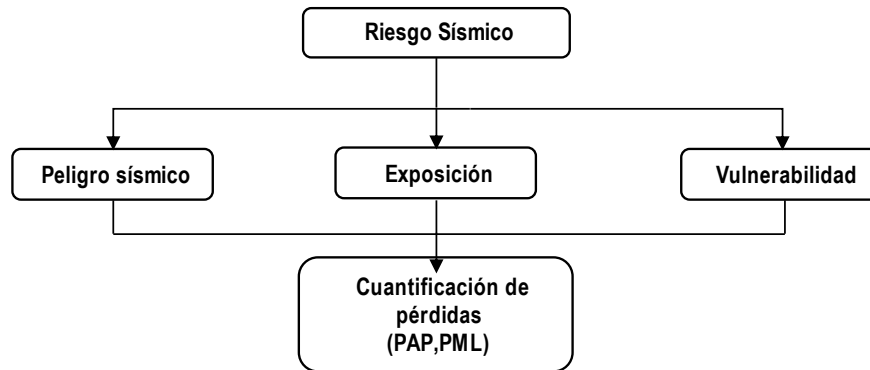 Riesgo Sísmico
Peligro sísmico
Exposición
Vulnerabilidad
Cuantificación de
pérdidas
(PAP,PML)